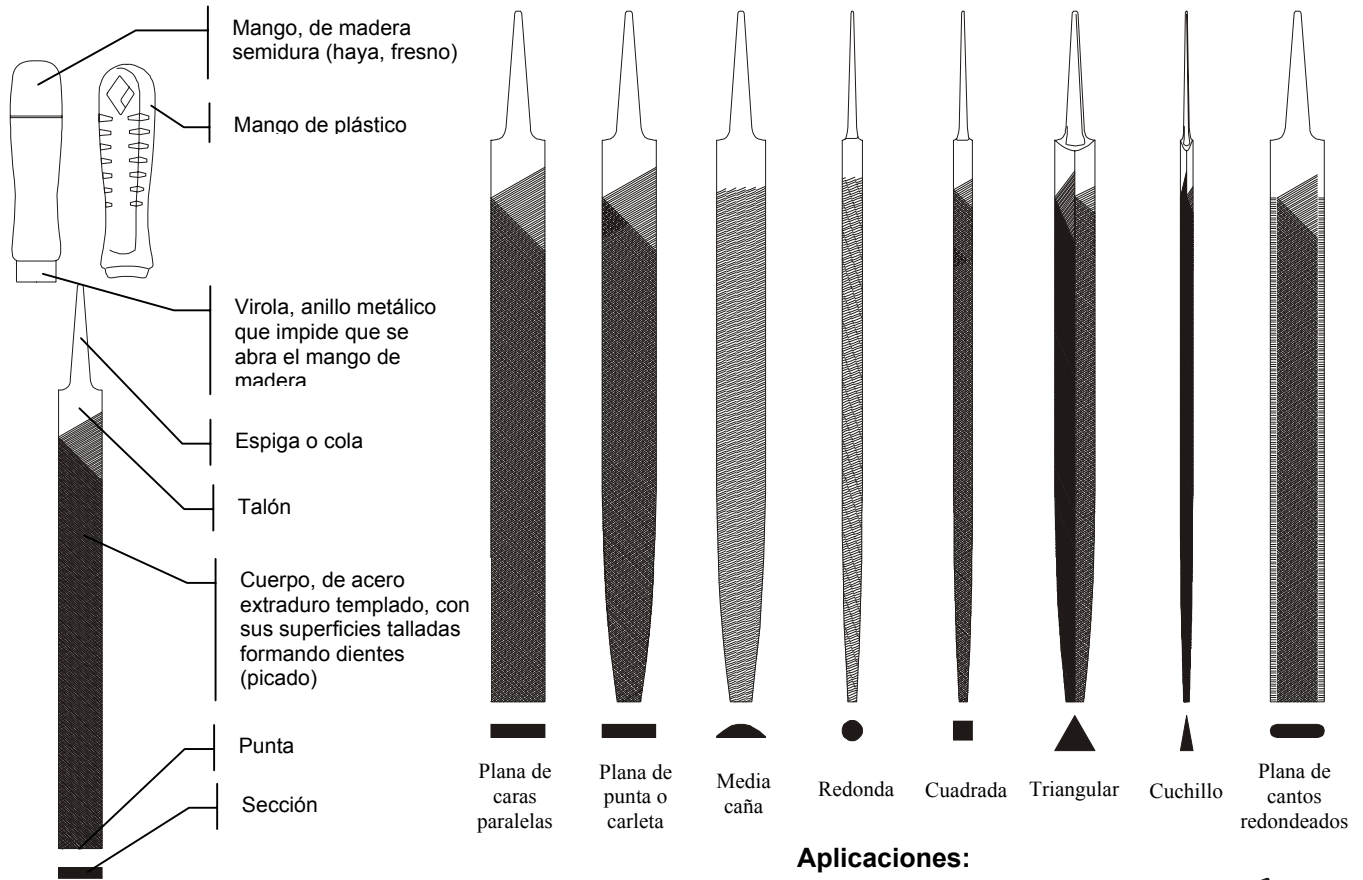 Mango, de madera
semidura (haya, fresno)
Mango de plástico
Virola, anillo metálico
que impide que se
abra el mango de
madera
Espiga o cola
Talón
Cuerpo, de acero
extraduro templado, con
sus superficies talladas
formando dientes
(picado)
Punta
Sección
Plana de
caras
paralelas
Plana de
punta o
carleta
Media
caña
Redonda
Cuadrada
Triangular
Cuchillo
Plana de
cantos
redondeados
Aplicaciones: